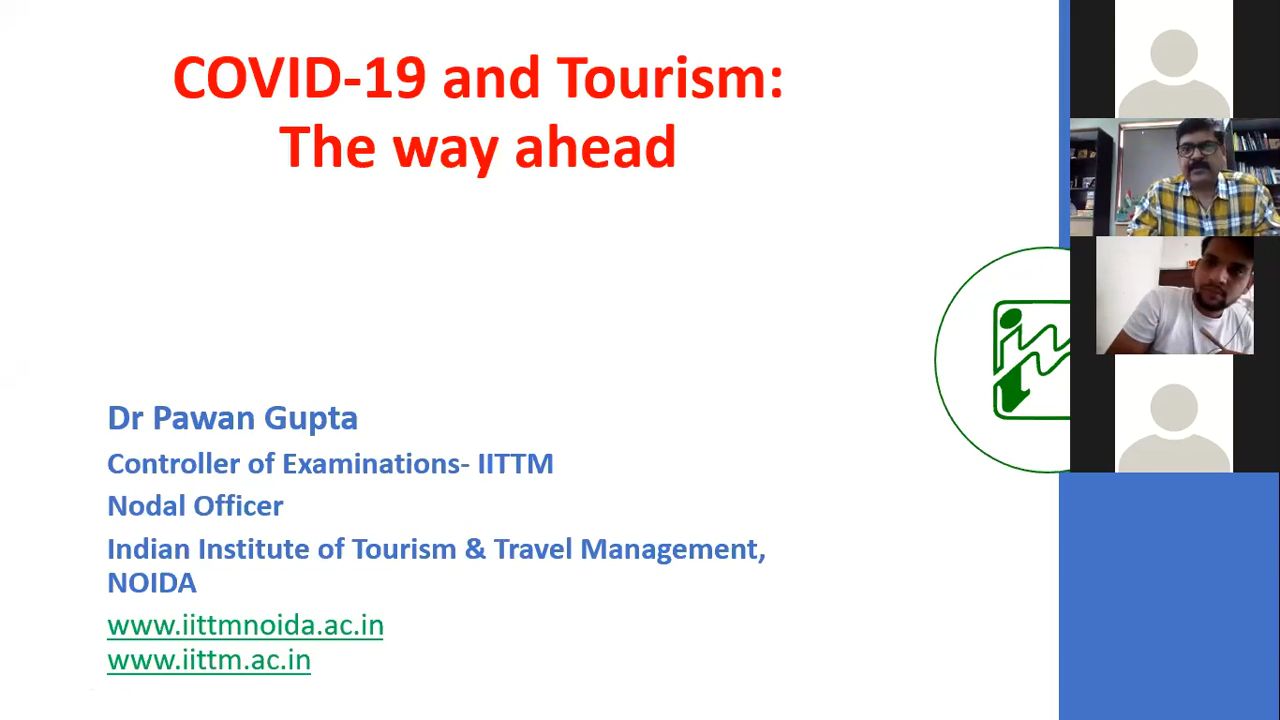 COVID-19 and Tourism:
The way ahead
Dr Pawan Gupta
Controller of Examinations- IITTM
Nodal Officer
Indian Institute of Tourism & Travel Management,
NOIDA
www.iittmnoida.ac.in
www.iittm.ac.in